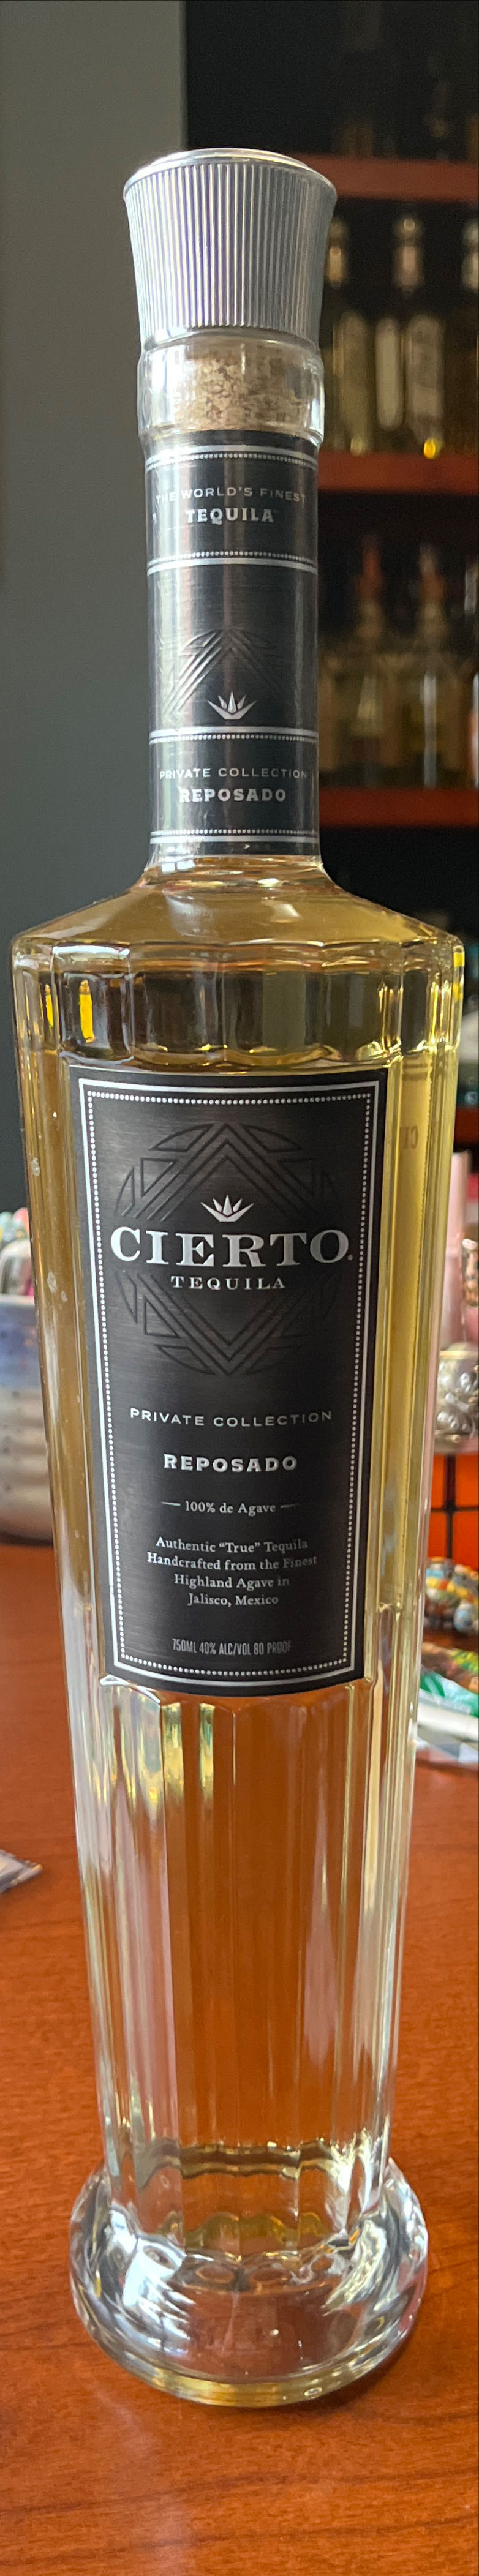 THE WORLD'S FINEST
TEQUILA
PRIVATE COLLECTION
REPOSADO
CIERTO
TEQUILA
PRIVATE COLLECTION
REPOSADO
— 100% de Agave —
Authentic “True” Tequila
Handcrafted from the Finest
Highland Agave in
Jalisco, Mexico
750ML 40% ALC/VOL 80 PROOF